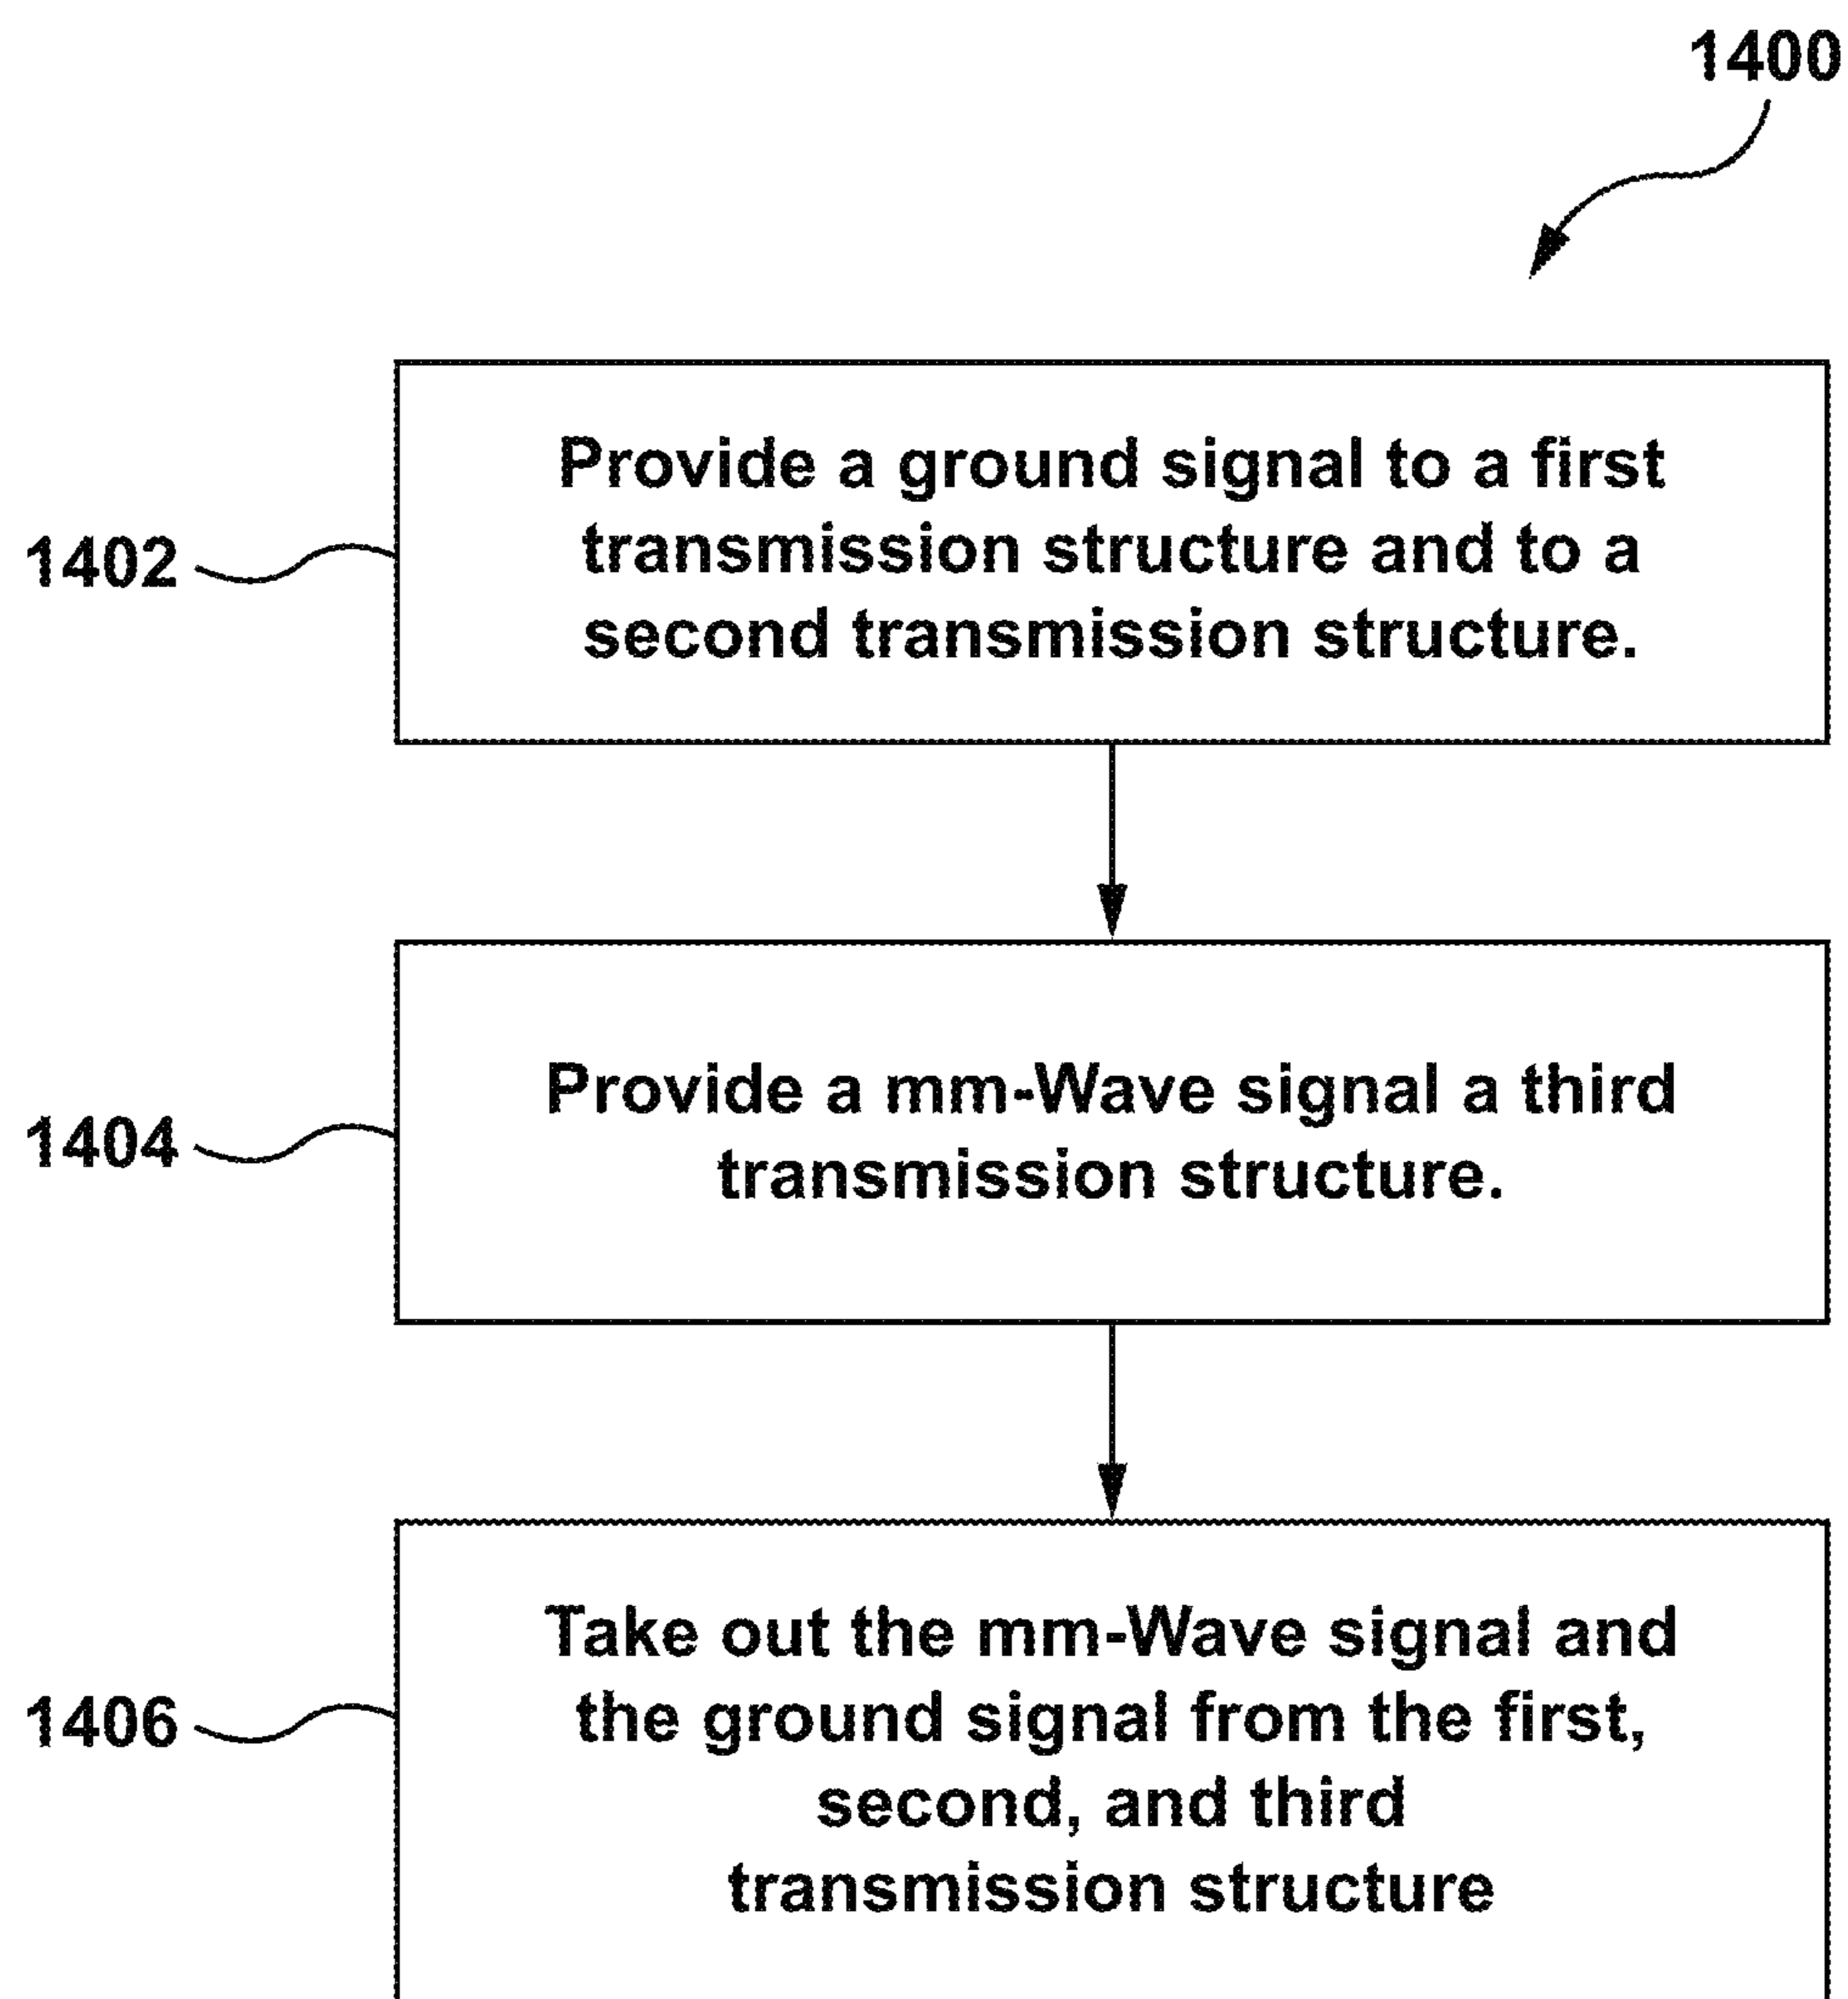 1400
1402
Provide a ground signal to a first
transmission structure and to a
second transmission structure.
1404
Provide a mm-Wave signal a third
transmission structure.
1406
Take out the mm-Wave signal and
the ground signal from the first,
second, and third
transmission structure